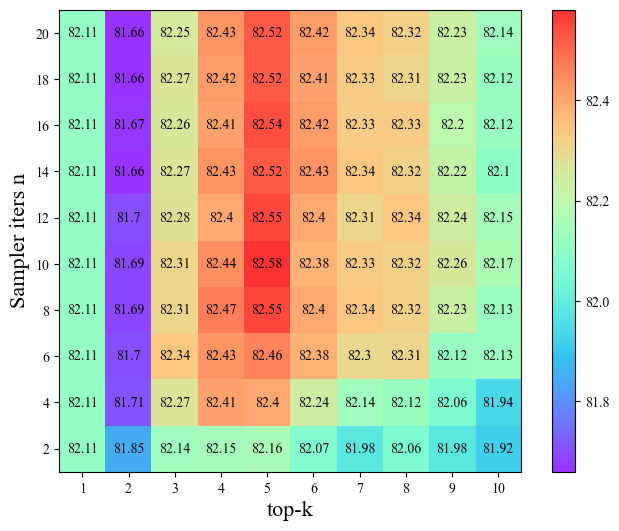 20 82.11 81.66 82.25 82.43 82.52 82.42 82.34 82.32 82.23 82.14
18 82.11 81.66 82.27 82.42 82.52 82.41 82.33 82.31 82.23 82.12
16 82.11 81.67 82.26 82.41 82.54 82.42 82.33 82.33 82.2 82.12
14 82.11 81.66 82.27 82.43 82.52 82.43 82.34 82.32 82.22 82.1
12 82.11 81.7 82.28 82.4 82.55 82.4 82.31 82.34 82.24 82.15
10 82.11 81.69 82.31 82.44 82.58 82.38 82.33 82.32 82.26 82.17
8 82.11 81.69 82.31 82.47 82.55 82.4 82.34 82.32 82.23 82.13
6 82.11 81.7 82.34 82.43 82.46 82.38 82.3 82.31 82.12 82.13
4 82.11 81.71 82.27 82.41 82.4 82.24 82.14 82.12 82.06 81.94
2 82.11 81.85 82.14 82.15 82.16 82.07 81.98 82.06 81.98 81.92
1 2 3 4 5 6 7 8 9 10
top-k
Sampler iters n
82.4
82.2
82.0
81.8